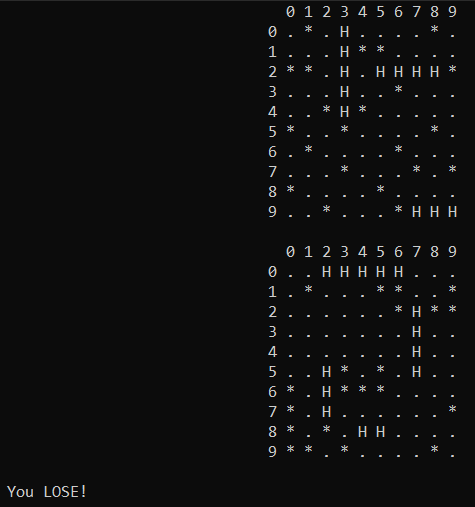 0 1 2 3 4 5 6 7 8 9
0 . * . H . . . . * .
1 . . . H * * . . . .
2 * * . H . H H H H *
3 . . . H . . * . . .
4 . . * H * . . . . .
5 * . . * . . . . * .
6 . * . . . . * . . .
7 . . . * . . . * . *
8 * . . . . * . . . .
9 . . * . . . * H H H
0 1 2 3 4 5 6 7 8 9
0 . . H H H H H . . .
1 . * . . . * * . . *
2 . . . . . . * H * *
3 . . . . . . . H . .
4 . . . . . . . H . .
5 . . H * . * . H . .
6 * . H * * * . . . .
7 * . H . . . . . . *
8 * . * . H H . . . .
9 * * . * . . . . * .
You LOSE!